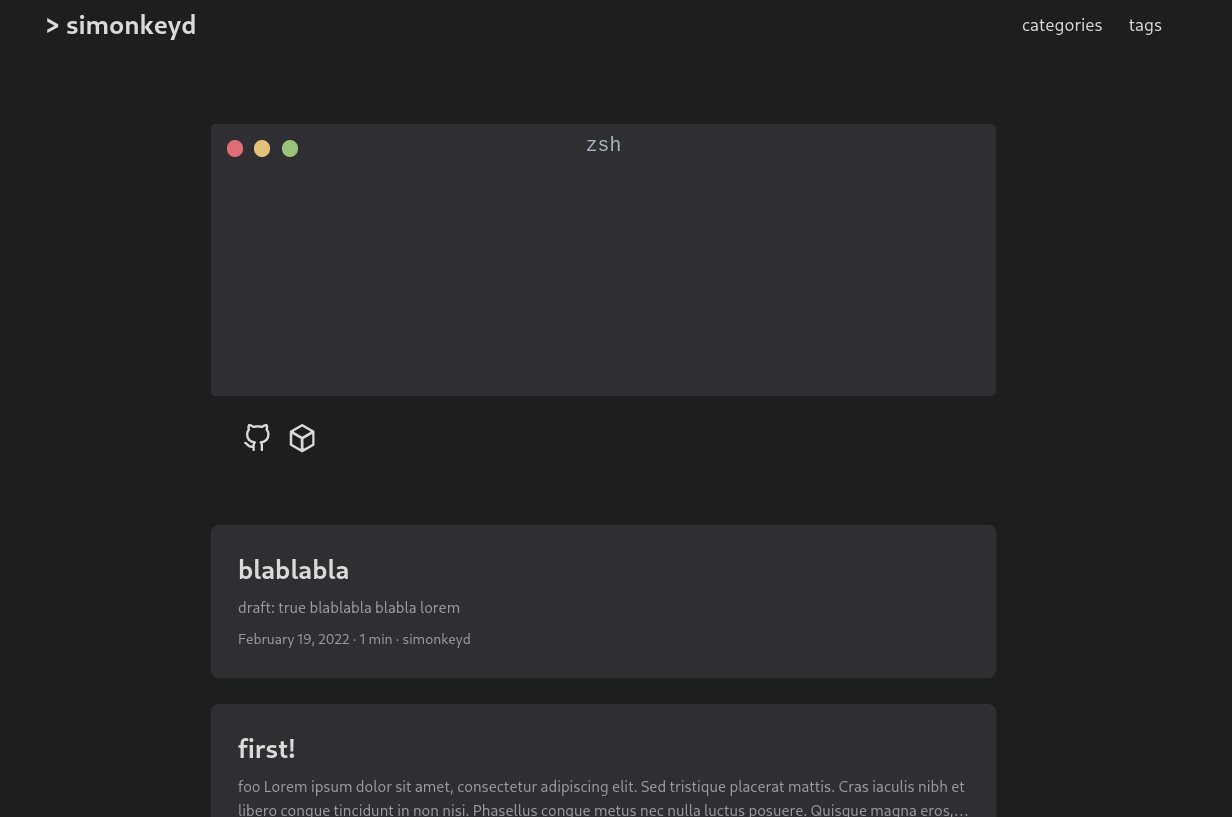 > simonkeyd
categories tags
zsh
blablabla
draft: true blablabla blabla lorem
February 19, 2022 · 1 min · simonkeyd
first!
foo Lorem ipsum dolor sit amet, consectetur adipiscing elit. Sed tristique placerat mattis. Cras iaculis nibh et
libero congue tincidunt in non nisi. Phasellus congue metus nec nulla luctus posuere. Quisque magna eros,…